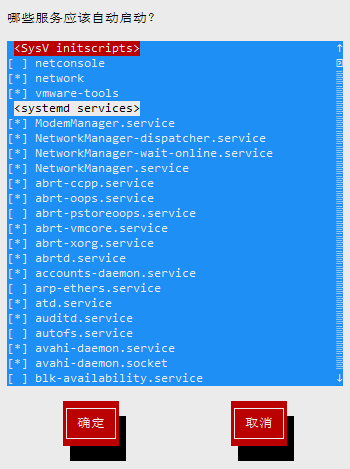 哪些服务应该自动启动？
<SysV initscripts>
[ ] netconsole
[*] network
[*] vmware-tools
<systemd services>
[*] ModemManager.service
[*] NetworkManager-dispatcher.service
[*] NetworkManager-wait-online.service
[*] NetworkManager.service
[*] abrt-ccpp.service
[*] abrt-oops.service
[ ] abrt-pstoreoops.service
[*] abrt-vmcore.service
[*] abrt-xorg.service
[*] abrtd.service
[*] accounts-daemon.service
[ ] arp-ethers.service
[*] atd.service
[*] auditd.service
[ ] autofs.service
[*] avahi-daemon.service
[*] avahi-daemon.socket
[ ] blk-availability.service
确定
取消